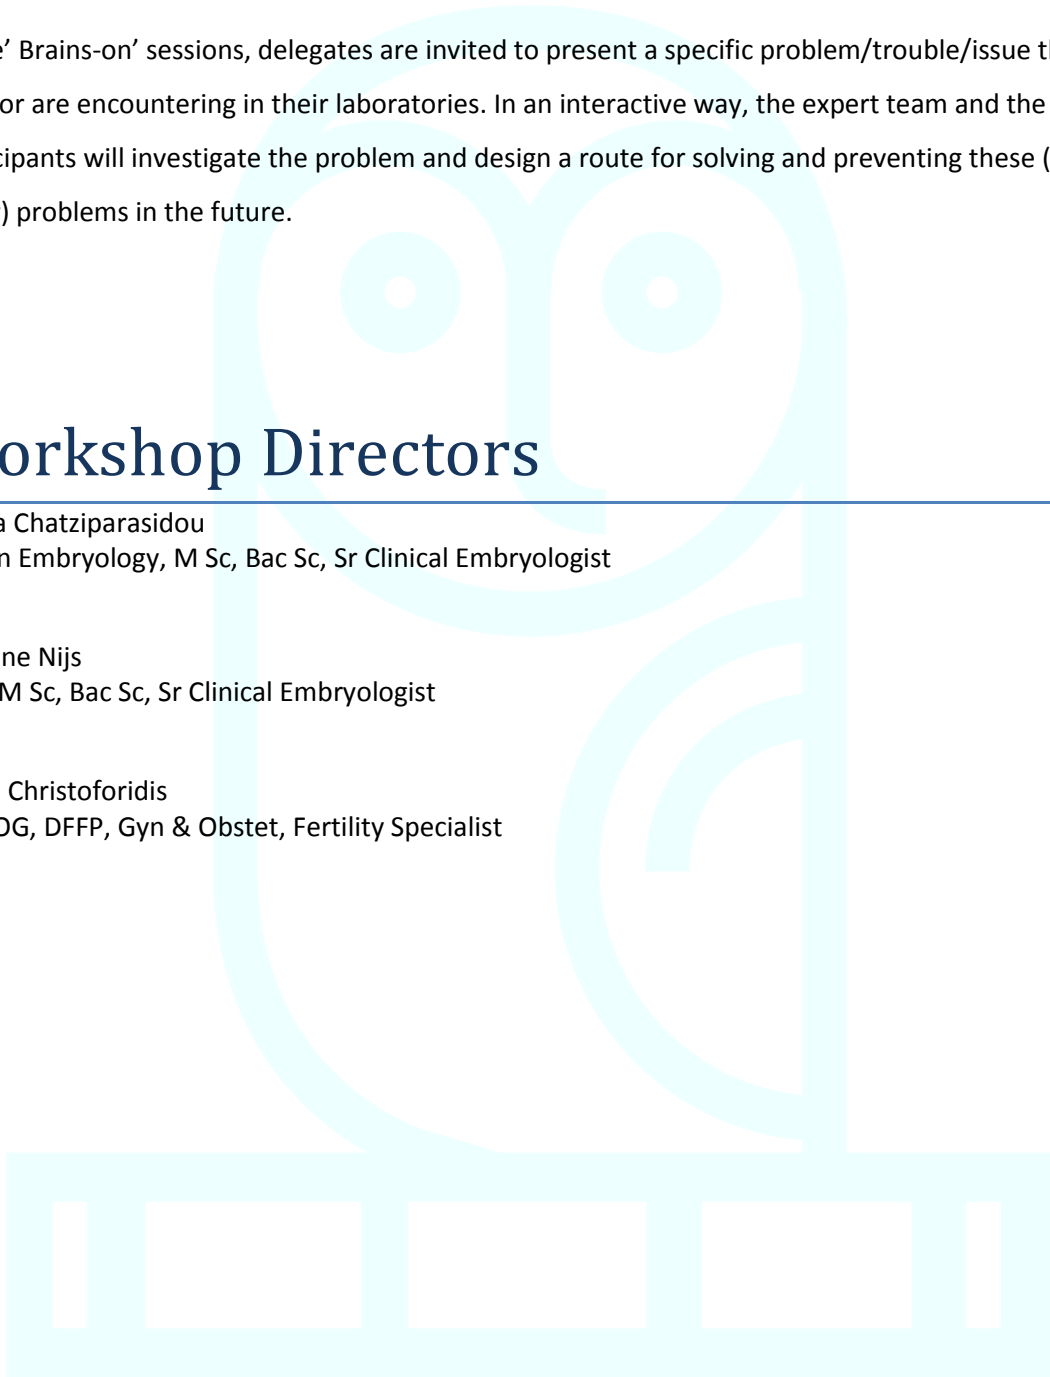 e’ Brains-on’ sessions, delegates are invited to present a specific problem/trouble/issue t
or are encountering in their laboratories. In an interactive way, the expert team and the
cipants will investigate the problem and design a route for solving and preventing these (
) problems in the future.
orkshop Directors
a Chatziparasidou
n Embryology, M Sc, Bac Sc, Sr Clinical Embryologist
ne Nijs
M Sc, Bac Sc, Sr Clinical Embryologist
Christoforidis
OG, DFFP, Gyn & Obstet, Fertility Specialist